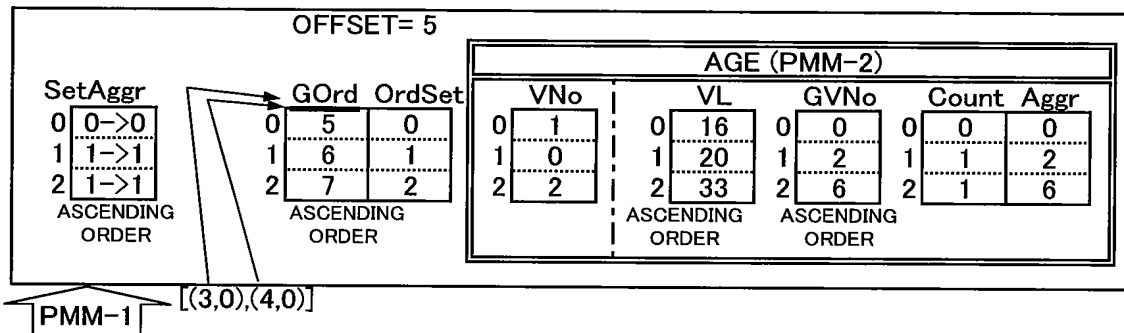 OFFSET= 5
AGE (PMM-2)
SetAggr GOrd OrdSet VNo VL GVNo Count Aggr
0 0->0 0 5 0 0 1 0 16 0 0 0 0 0
1 1->1 1 6 1 1 0 1 20 1 2 1 1 2
2 1->1 2 7 2 2 2 2 33 2 6 2 1 6
ASCENDING ORDER ASCENDING ORDER ASCENDING ORDER ASCENDING ORDER
[(3,0),(4,0)]
PMM-1